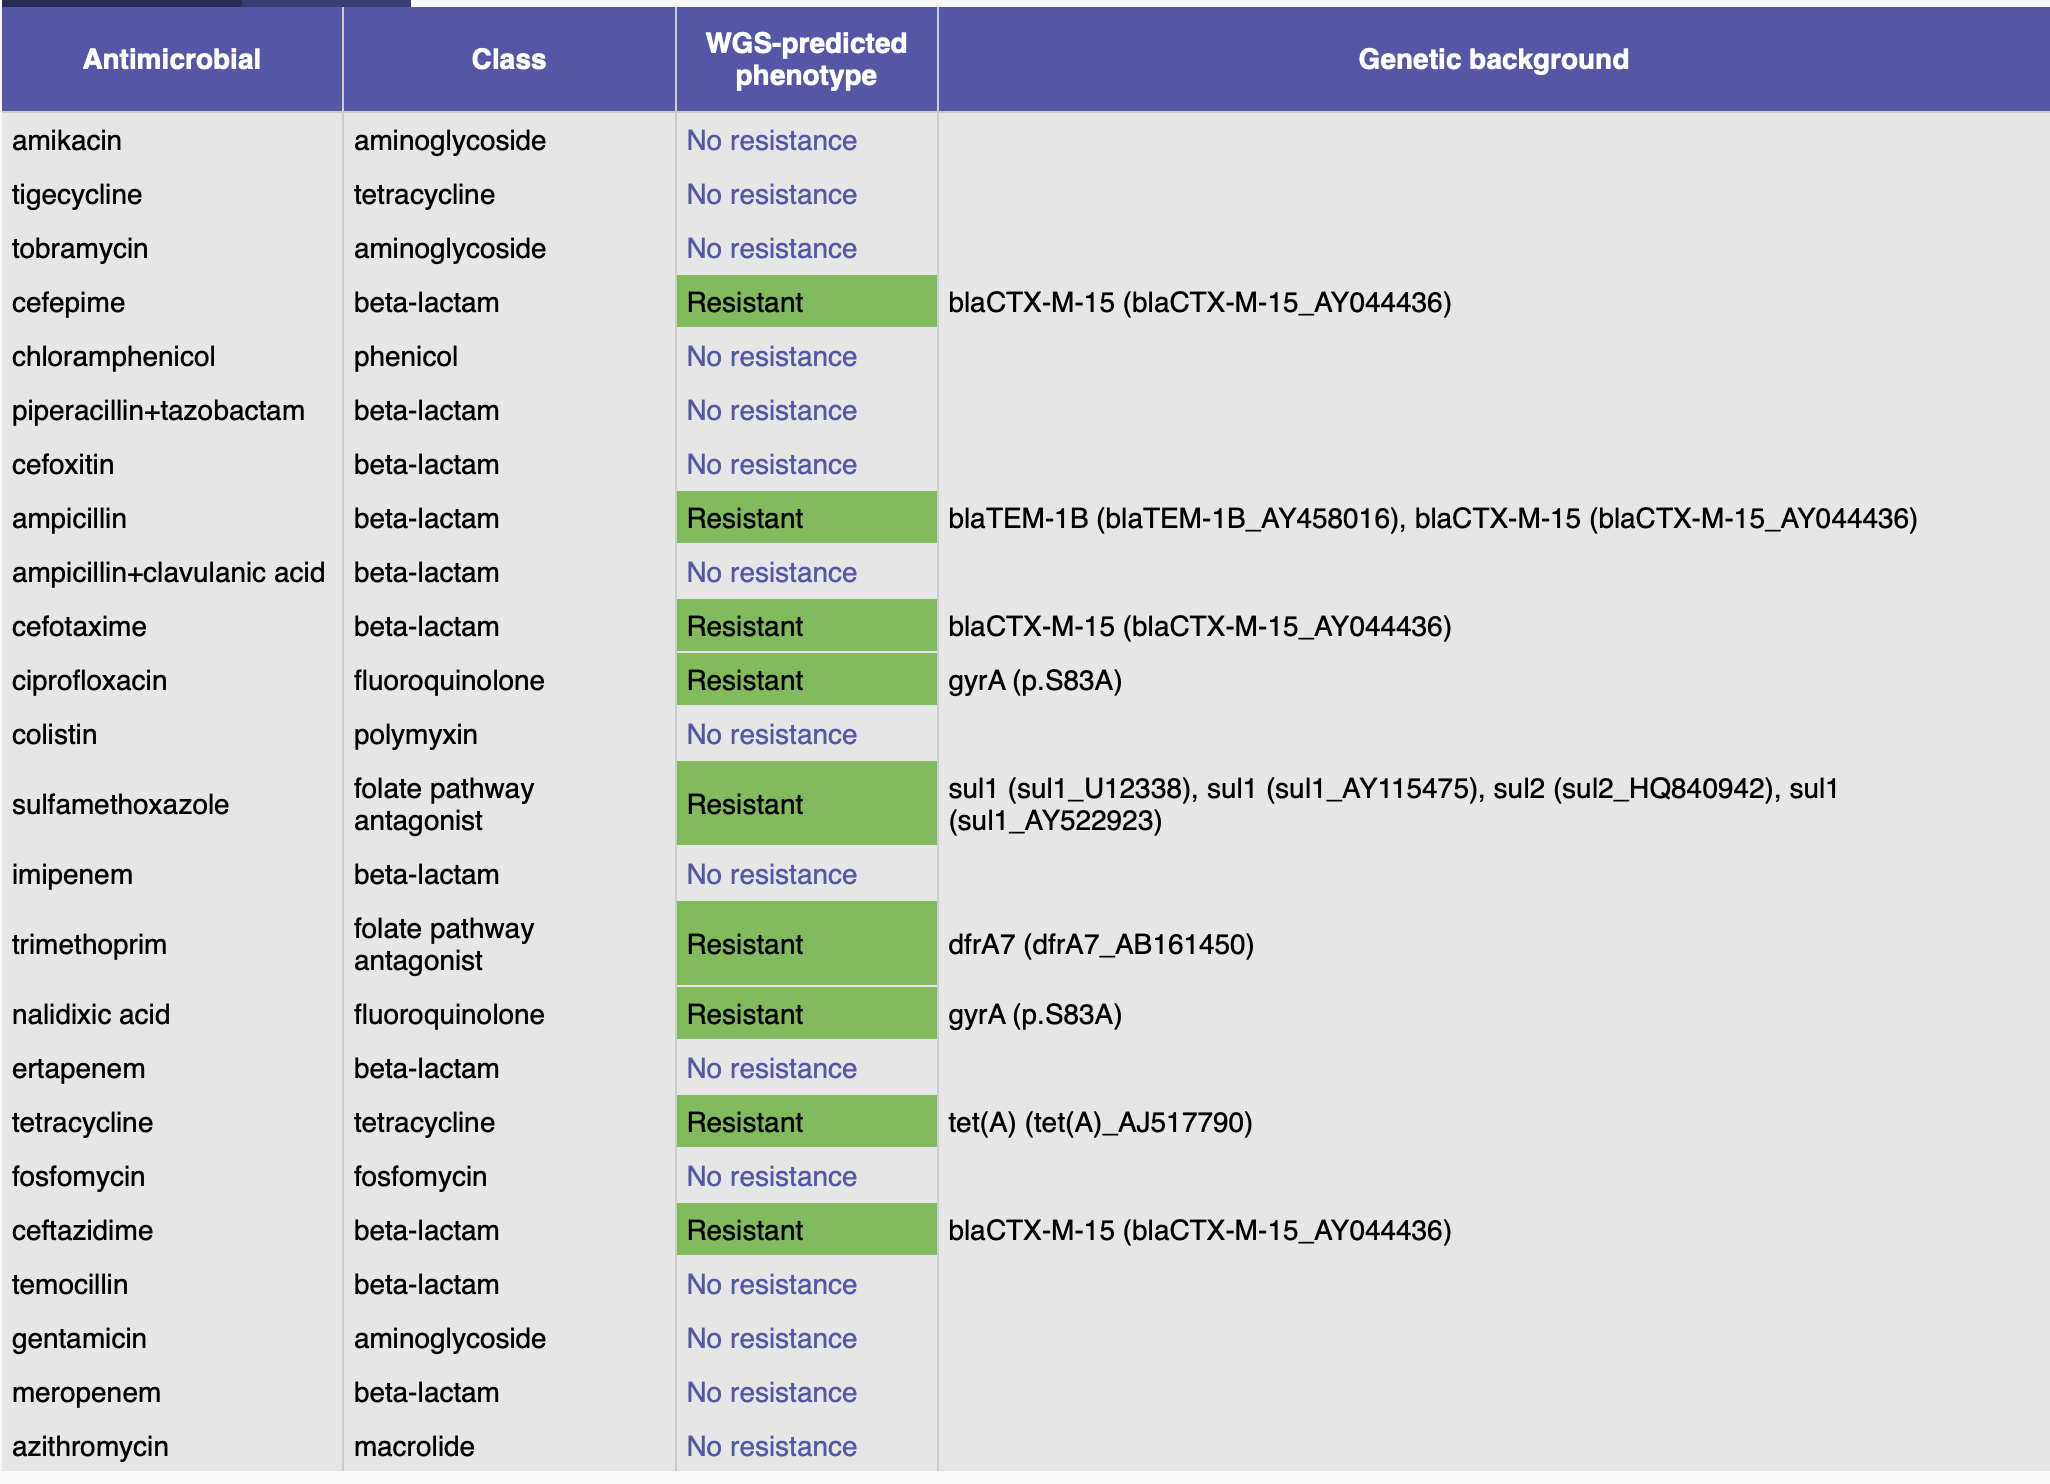 Antimicrobial Class WGS-predicted phenotype Genetic background
amikacin aminoglycoside No resistance
tigecycline tetracycline No resistance
tobramycin aminoglycoside No resistance
cefepime beta-lactam Resistant blaCTX-M-15 (blaCTX-M-15_AY044436)
chloramphenicol phenicol No resistance
piperacillin+tazobactam beta-lactam No resistance
cefoxitin beta-lactam No resistance
ampicillin beta-lactam Resistant blaTEM-1B (blaTEM-1B_AY458016), blaCTX-M-15 (blaCTX-M-15_AY044436)
ampicillin+clavulanic acid beta-lactam No resistance
cefotaxime beta-lactam Resistant blaCTX-M-15 (blaCTX-M-15_AY044436)
ciprofloxacin fluoroquinolone Resistant gyrA (p.S83A)
colistin polymyxin No resistance
sulfamethoxazole folate pathway antagonist Resistant sul1 (sul1_U12338), sul1 (sul1_AY115475), sul2 (sul2_HQ840942), sul1 (sul1_AY522923)
imipenem beta-lactam No resistance
trimethoprim folate pathway antagonist Resistant dfrA7 (dfrA7_AB161450)
nalidixic acid fluoroquinolone Resistant gyrA (p.S83A)
ertapenem beta-lactam No resistance
tetracycline tetracycline Resistant tet(A) (tet(A)_AJ517790)
fosfomycin fosfomycin No resistance
ceftazidime beta-lactam Resistant blaCTX-M-15 (blaCTX-M-15_AY044436)
temocillin beta-lactam No resistance
gentamicin aminoglycoside No resistance
meropenem beta-lactam No resistance
azithromycin macrolide No resistance